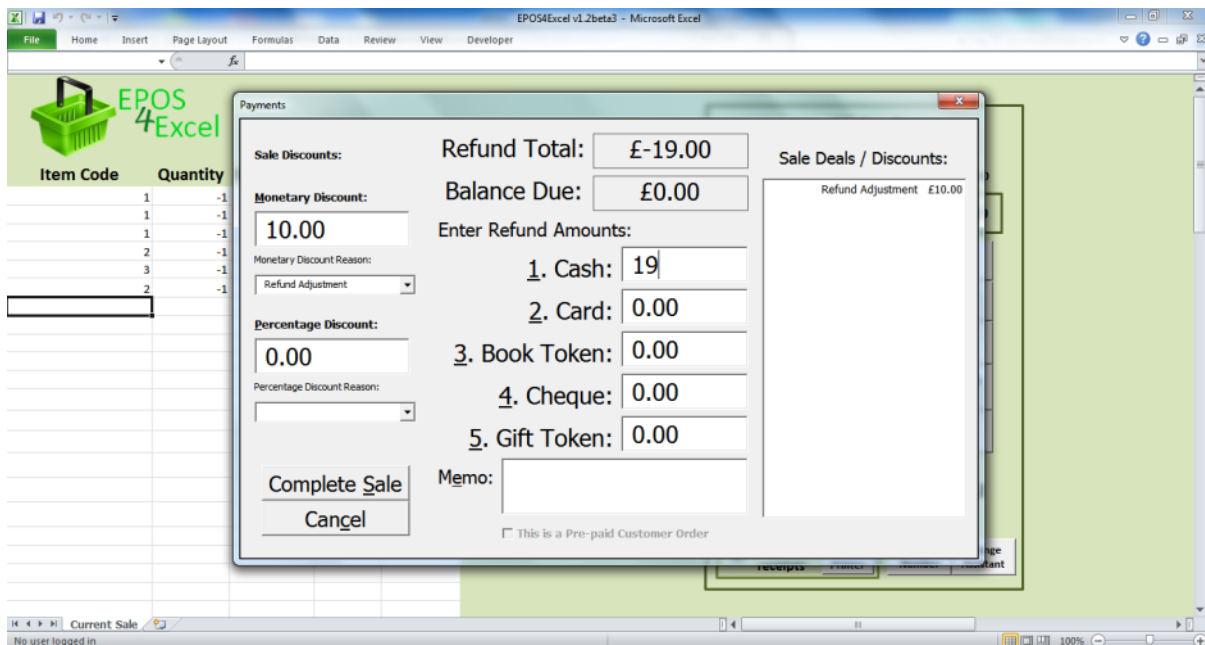 EPOS4Excel v1.2beta3 - Microsoft Excel
File Home Insert Page Layout Formulas Data Review View Developer
fx
EPOS
4Excel
Item Code Quantity
1 -1
1 -1
1 -1
2 -1
3 -1
2 -1
Payments
Sale Discounts:
Monetary Discount:
10.00
Monetary Discount Reason:
Refund Adjustment
Percentage Discount:
0.00
Percentage Discount Reason:
Complete Sale
Cancel
Refund Total: £-19.00
Balance Due: £0.00
Enter Refund Amounts:
1. Cash: 19
2. Card: 0.00
3. Book Token: 0.00
4. Cheque: 0.00
5. Gift Token: 0.00
Memo:
This is a Pre-paid Customer Order
Sale Deals / Discounts:
Refund Adjustment £10.00
receipts
Current Sale
No user logged in
100%